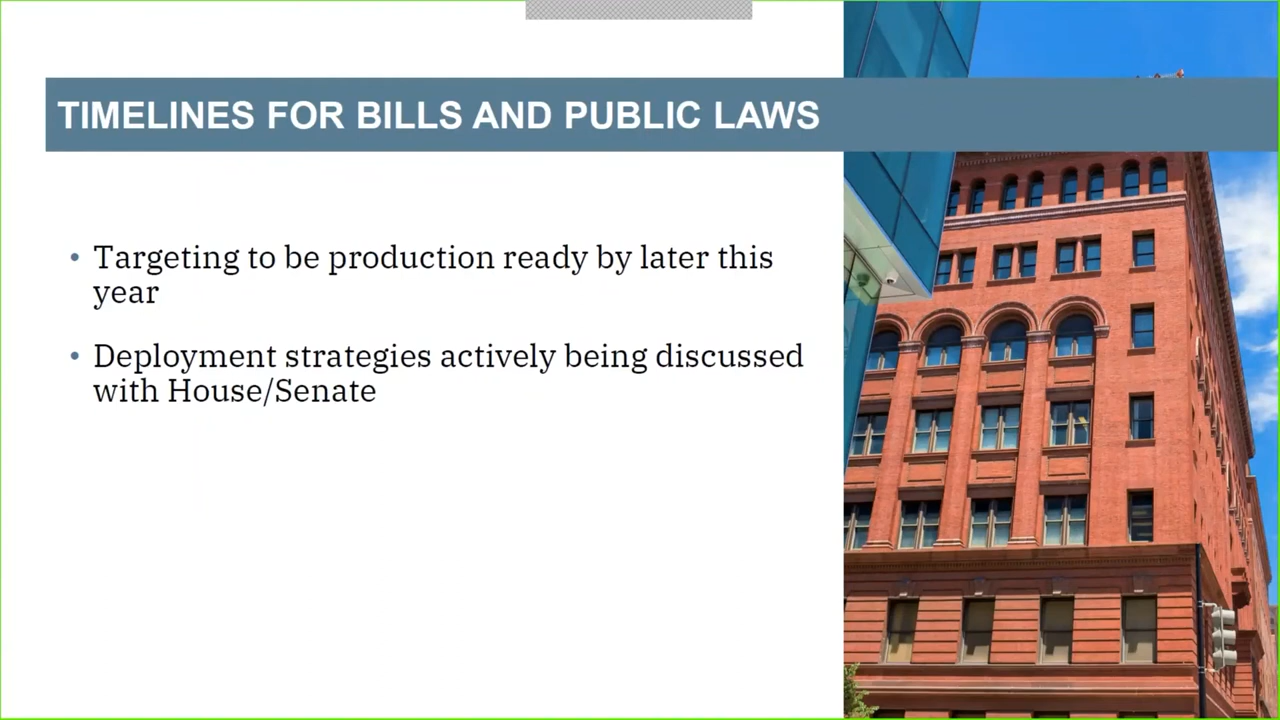 TIMELINES FOR BILLS AND PUBLIC LAWS
• Targeting to be production ready by later this
year
• Deployment strategies actively being discussed
with House/Senate